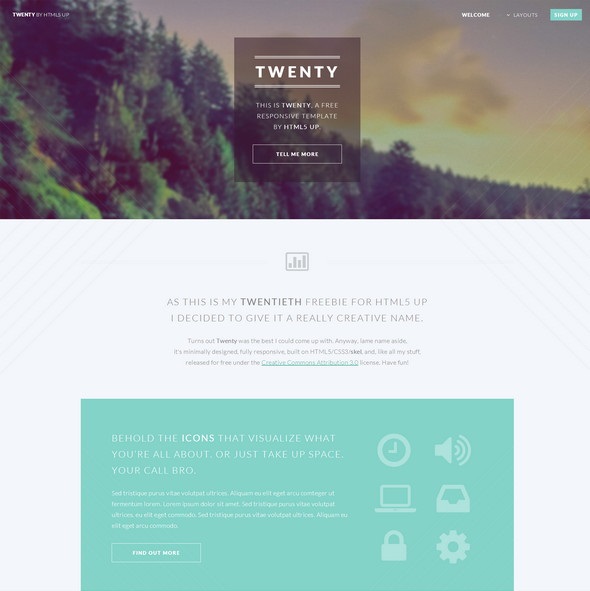 TWENTY BY HTML5 UP
WELCOME
LAYOUTS
SIGN UP
TWENTY
THIS IS TWENTY, A FREE
RESPONSIVE TEMPLATE
BY HTML5 UP.
TELL ME MORE
AS THIS IS MY TWENTIETH FREEBIE FOR HTML5 UP
I DECIDED TO GIVE IT A REALLY CREATIVE NAME.
Turns out Twenty was the best I could come up with. Anyway, lame name aside,
it's minimally designed, fully responsive, built on HTML5/CSS3/skel, and, like all my stuff,
released for free under the Creative Commons Attribution 3.0 license. Have fun!
BEHOLD THE ICONS THAT VISUALIZE WHAT
YOU'RE ALL ABOUT. OR JUST TAKE UP SPACE.
YOUR CALL BRO.
Sed tristique purus vitae volutpat ultrices. Aliquam eu elit eget arcu comteger ut
fermentum lorem. Lorem ipsum dolor sit amet. Sed tristique purus vitae volutpat
ultrices. eu elit eget commodo. Sed tristique purus vitae volutpat ultrices. Aliquam eu
elit eget arcu commodo.
FIND OUT MORE